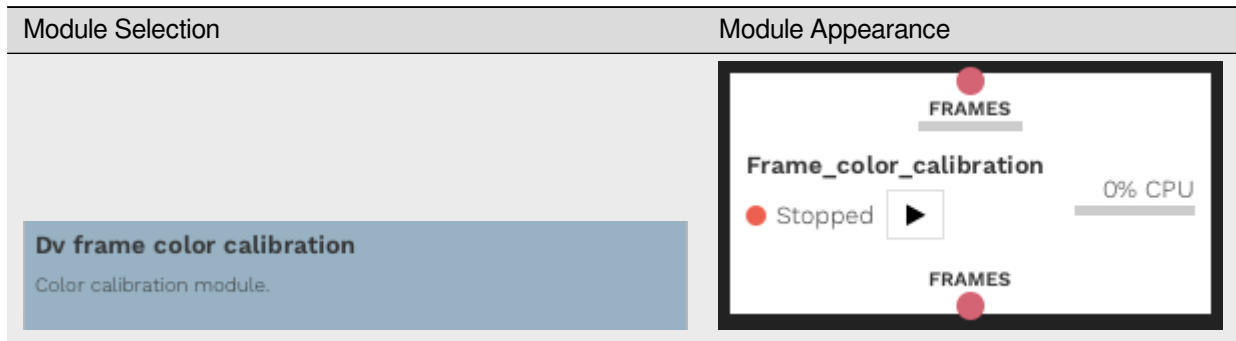 Module Selection
Module Appearance
Dv frame color calibration
Color calibration module.
FRAMES
Frame_color_calibration
0% CPU
Stopped
FRAMES